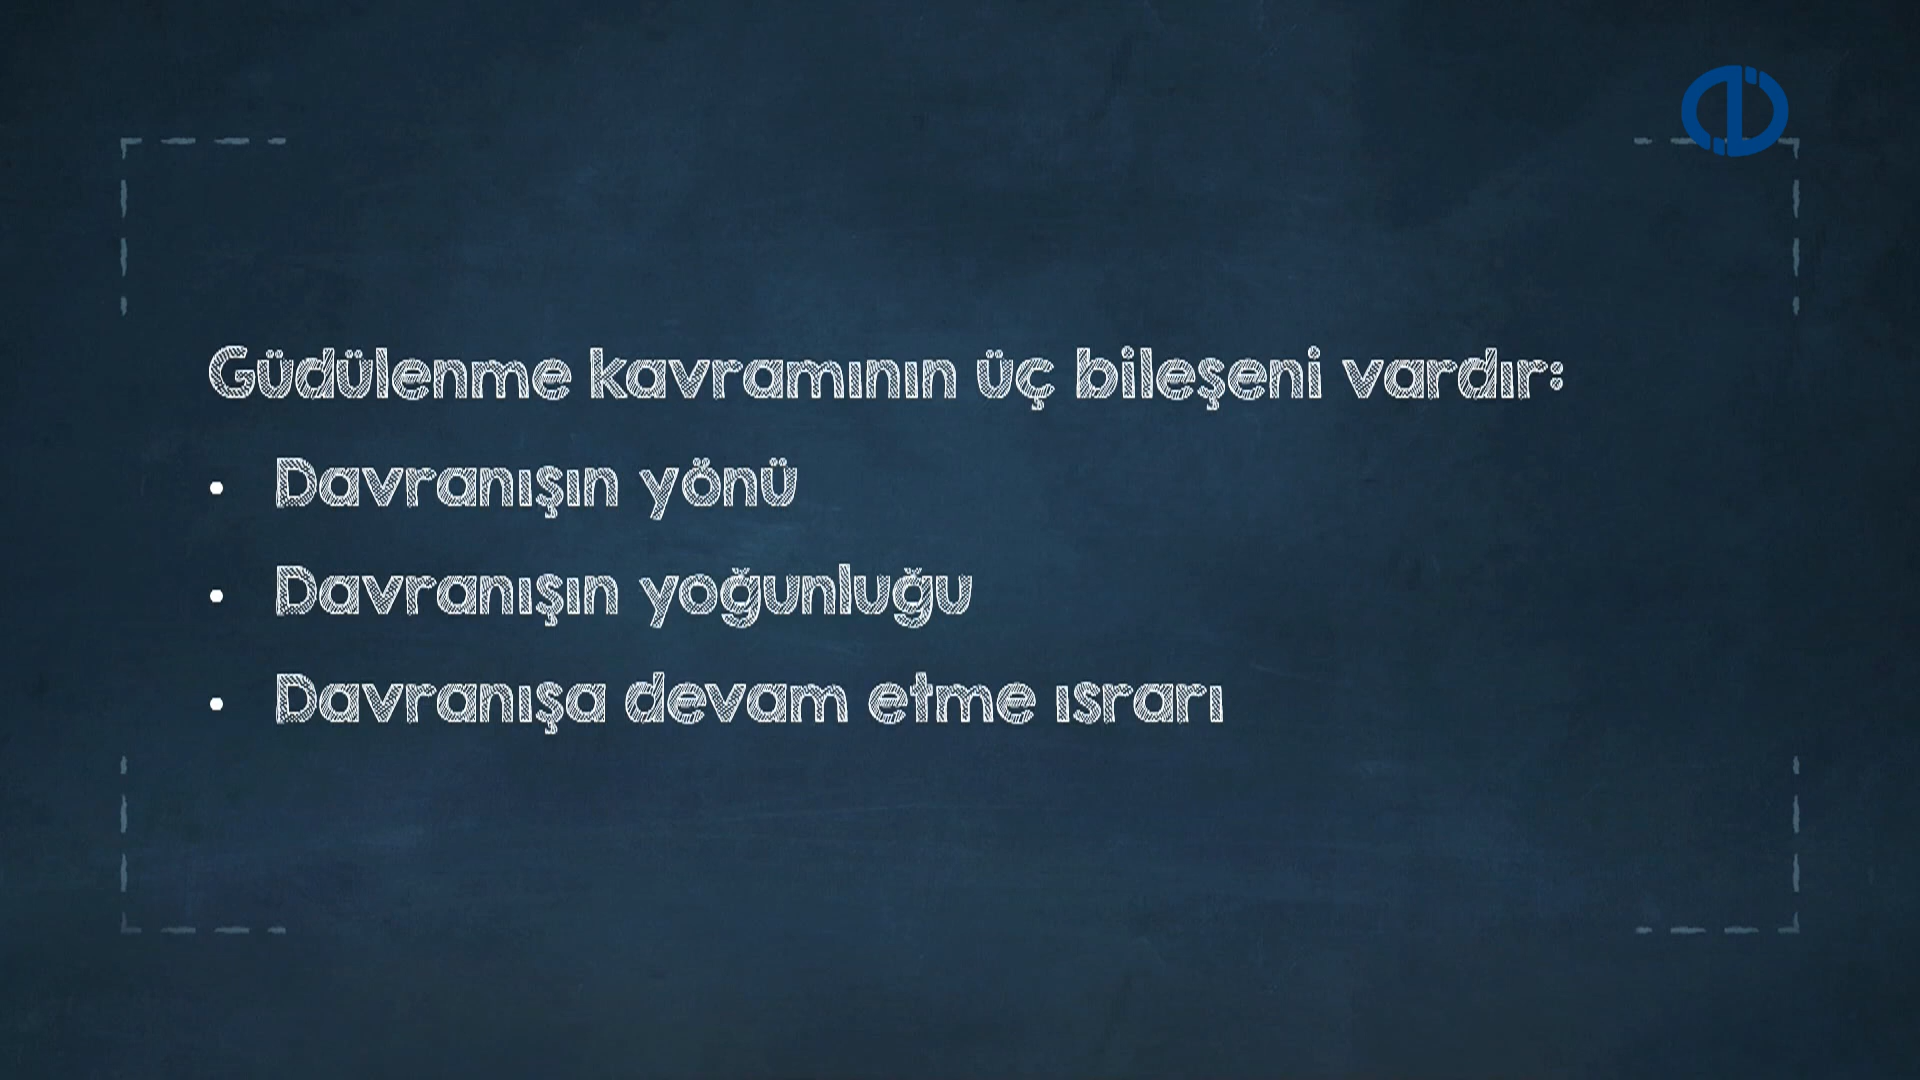 Güdülenme kavramının üç bileşeni vardır:
• Davranışın yönü
• Davranışın yoğunluğu
• Davranışa devam etme ısrarı